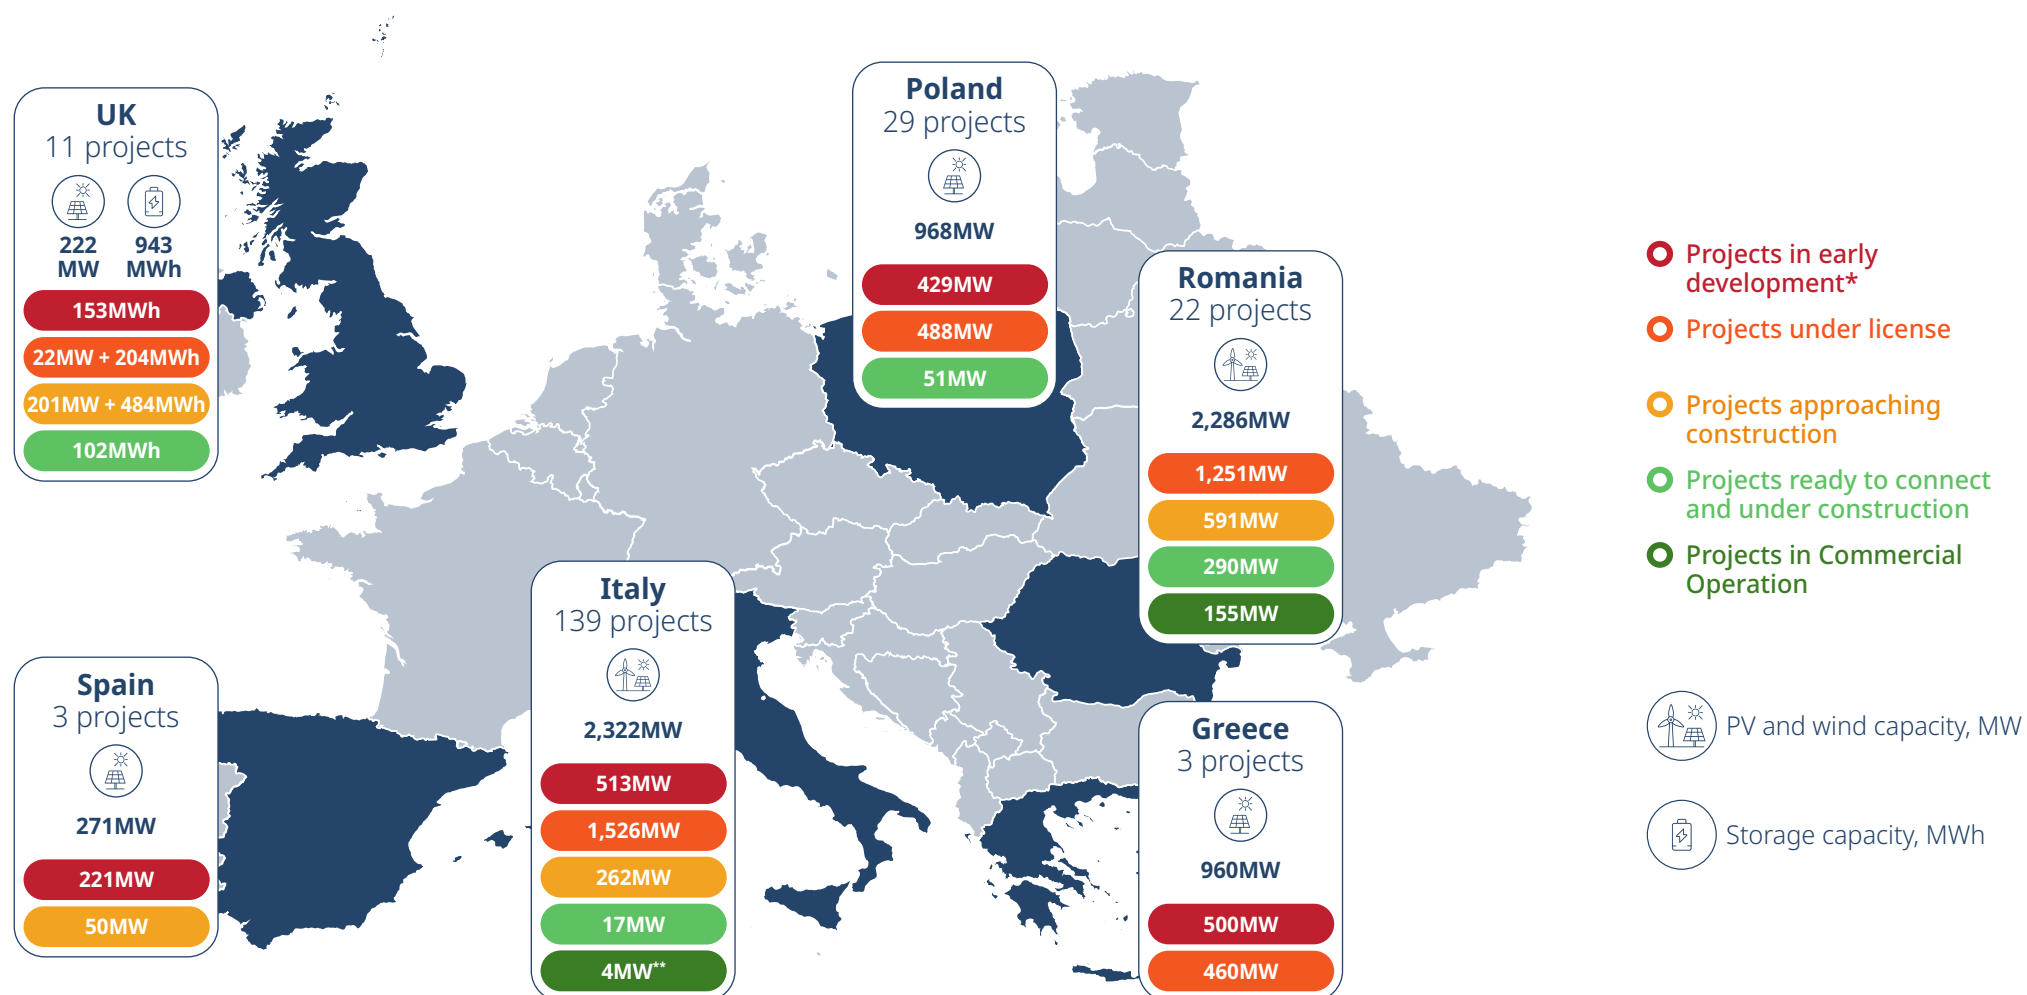 UK
11 projects
222
MW
943
MWh
153MWh
22MW + 204MWh
201MW + 484MWh
102MWh
Spain
3 projects
271MW
221MW
50MW
Italy
139 projects
2,322MW
513MW
1,526MW
262MW
17MW
4MW**
Poland
29 projects
968MW
429MW
488MW
51MW
Romania
22 projects
2,286MW
1,251MW
591MW
290MW
155MW
Greece
3 projects
960MW
500MW
460MW
Projects in early
development*
Projects under license
Projects approaching
construction
Projects ready to connect
and under construction
Projects in Commercial
Operation
PV and wind capacity, MW
Storage capacity, MWh